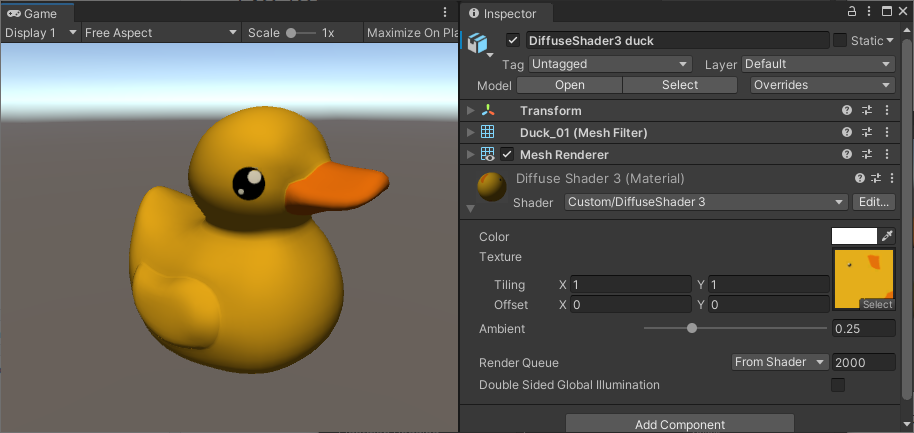 Game
Display 1
Free Aspect
Scale
1x
Maximize On Pla
Inspector
DiffuseShader3 duck
Static
Tag
Untagged
Layer
Default
Model
Open
Select
Overrides
Transform
Duck_01 (Mesh Filter)
Mesh Renderer
Diffuse Shader 3 (Material)
Shader
Custom/DiffuseShader 3
Edit...
Color
Texture
Tiling
X
1
Y
1
Offset
X
0
Y
0
Select
Ambient
0.25
Render Queue
From Shader
2000
Double Sided Global Illumination
Add Component